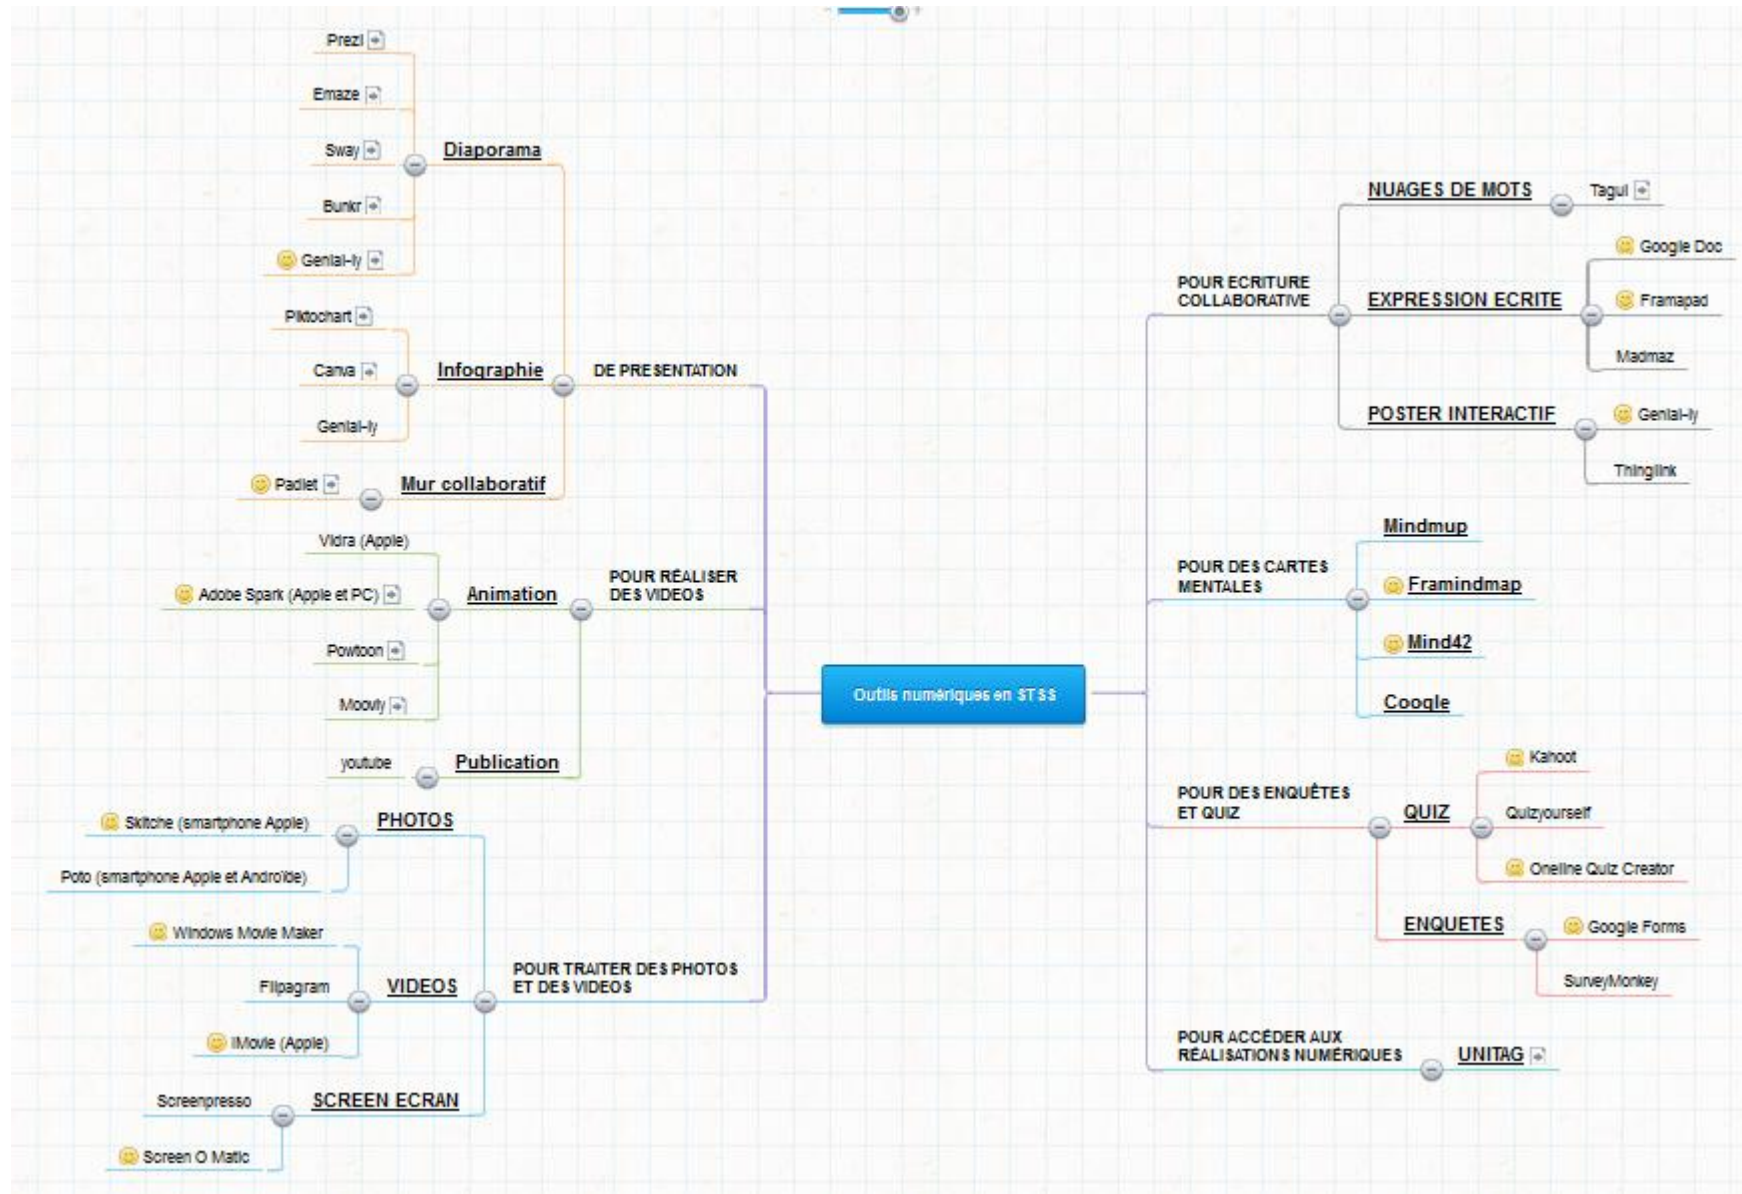 Prezi
Emaze
Sway
Bunkr
Genial-ly
Diaporama
Piktochart
Canva
Genial-ly
Infographie
Padlet
Mur collaboratif
DE PRESENTATION
Vidra (Apple)
Adobe Spark (Apple et PC)
Powtoon
Moovly
Animation
youtube
Publication
POUR RÉALISER
DES VIDEOS
Skitche (smartphone Apple)
Poto (smartphone Apple et Androïde)
PHOTOS
Windows Movie Maker
Flipagram
iMovie (Apple)
VIDEOS
Screenpresso
Screen O Matic
SCREEN ECRAN
POUR TRAITER DES PHOTOS
ET DES VIDEOS
Outils numériques en STSS
POUR ECRITURE
COLLABORATIVE
NUAGES DE MOTS
Tagul
EXPRESSION ECRITE
Google Doc
Framapad
Madmaz
POSTER INTERACTIF
Genial-ly
Thinglink
POUR DES CARTES
MENTALES
Mindmup
Framindmap
Mind42
Coogle
POUR DES ENQUÊTES
ET QUIZ
QUIZ
Kahoot
Quizyourself
Oneline Quiz Creator
ENQUETES
Google Forms
SurveyMonkey
POUR ACCÉDER AUX
RÉALISATIONS NUMÉRIQUES
UNITAG